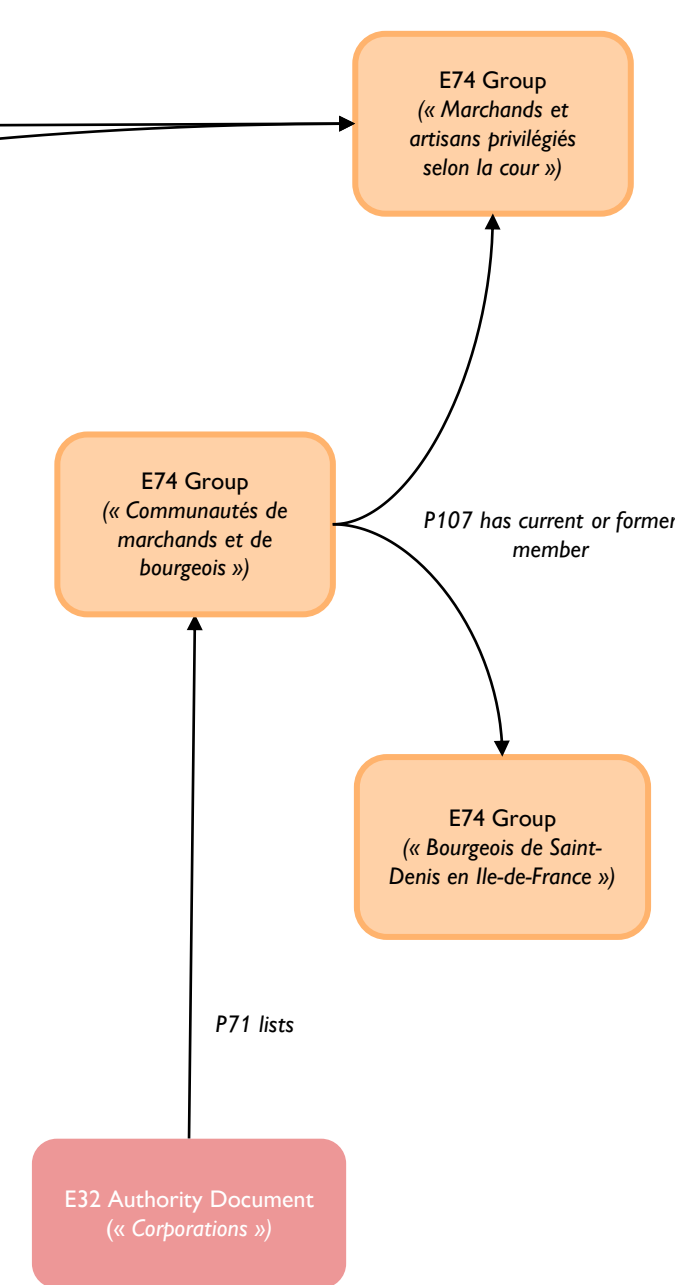 E74 Group
(« Marchands et
artisans privilégiés
selon la cour »)
E74 Group
(« Communautés de
marchands et de
bourgeois »)
P107 has current or former
member
E74 Group
(« Bourgeois de Saint-
Denis en Ile-de-France »)
P71 lists
E32 Authority Document
(« Corporations »)